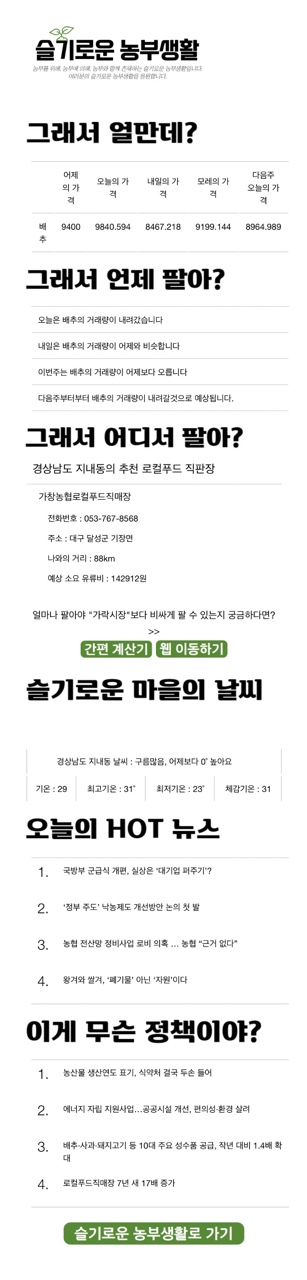 슬기로운 농부생활
농부를 위해, 농부에 의해, 농부와 함께 존재하는 슬기로운 농부생활입니다.
여러분의 슬기로운 농부생활을 응원합니다.
그래서 얼만데?
어제의 가격 오늘의 가격 내일의 가격 모레의 가격 다음주 오늘의 가격
배추 9400 9840.594 8467.218 9199.144 8964.989
그래서 언제 팔아?
오늘은 배추의 거래량이 내려갔습니다
내일은 배추의 거래량이 어제와 비슷합니다
이번주는 배추의 거래량이 어제보다 오릅니다
다음주부터부터 배추의 거래량이 내려갈것으로 예상됩니다.
그래서 어디서 팔아?
경상남도 지내동의 추천 로컬푸드 직판장
가창농협로컬푸드직매장
전화번호 : 053-767-8568
주소 : 대구 달성군 기장면
나와의 거리 : 88km
예상 소요 유류비 : 142912원
얼마나 팔아야 "가락시장"보다 비싸게 팔 수 있는지 궁금하다면?
>>
간편 계산기 웹 이동하기
슬기로운 마을의 날씨
경상남도 지내동 날씨 : 구름많음, 어제보다 0˚ 높아요
기온 : 29 최고기온 : 31˚ 최저기온 : 23˚ 체감기온 : 31
오늘의 HOT 뉴스
1. 국방부 군급식 개편, 실상은 '대기업 퍼주기'?
2. '정부 주도' 낙농제도 개선방안 논의 첫 발
3. 농협 전산망 정비사업 로비 의혹 … 농협 "근거 없다"
4. 왕겨와 쌀겨, '폐기물' 아닌 '자원'이다
이게 무슨 정책이야?
1. 농산물 생산연도 표기, 식약처 결국 두손 들어
2. 에너지 자립 지원사업…공공시설 개선, 편의성·환경 살려
3. 배추·사과·돼지고기 등 10대 주요 성수품 공급, 작년 대비 1.4배 확
대
4. 로컬푸드직매장 7년 새 17배 증가
슬기로운 농부생활로 가기